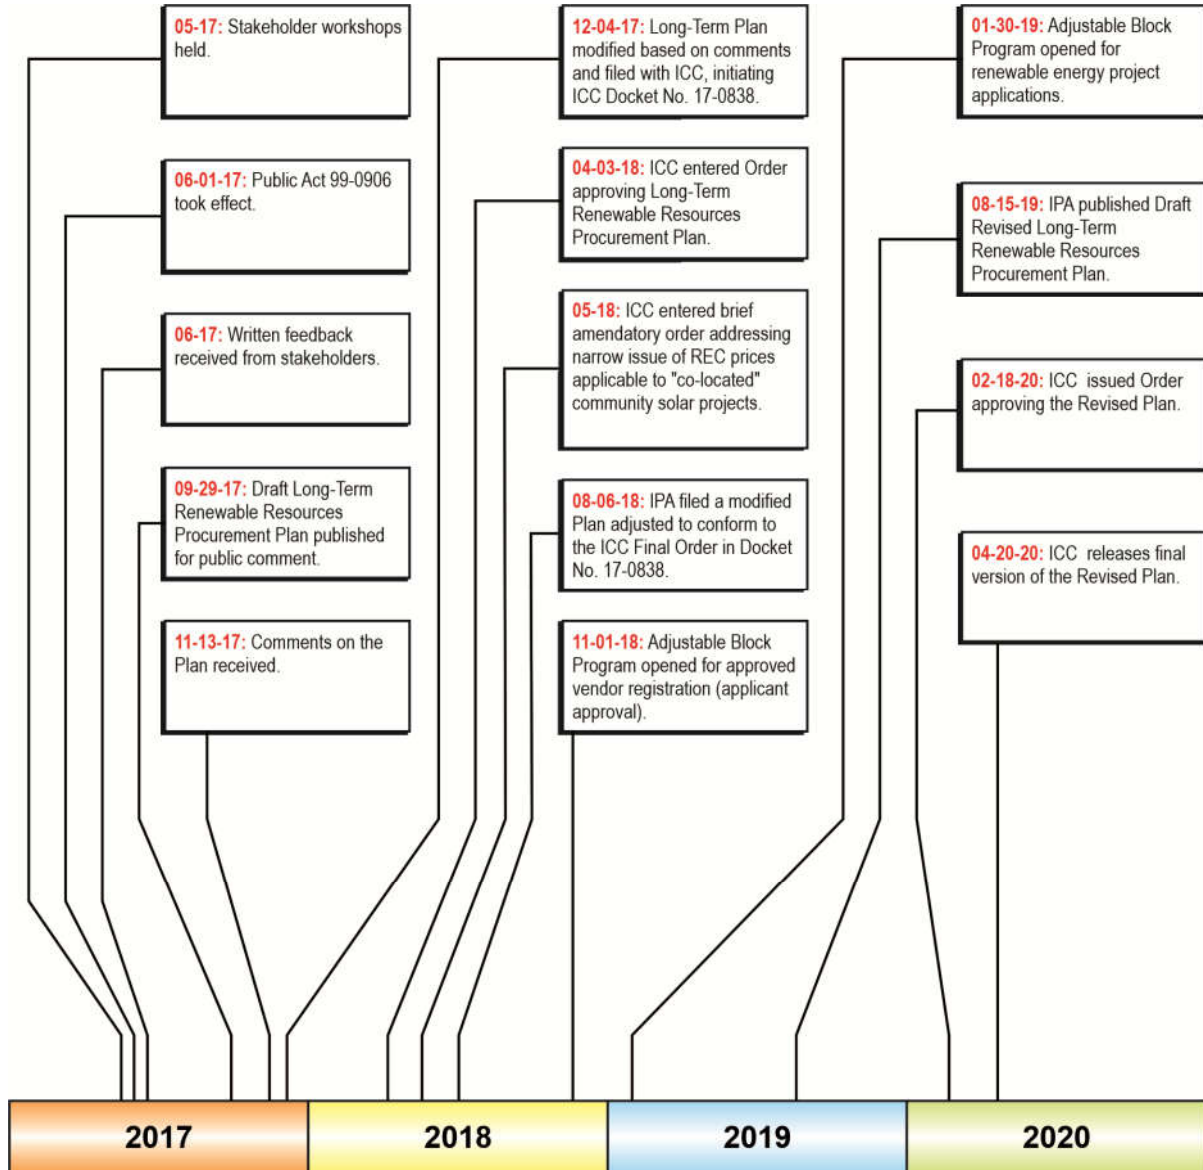 05-17: Stakeholder workshops
held.
06-01-17: Public Act 99-0906
took effect.
06-17: Written feedback
received from stakeholders.
09-29-17: Draft Long-Term
Renewable Resources
Procurement Plan published
for public comment.
11-13-17: Comments on the
Plan received.
12-04-17: Long-Term Plan
modified based on comments
and filed with ICC, initiating
ICC Docket No. 17-0838.
04-03-18: ICC entered Order
approving Long-Term
Renewable Resources
Procurement Plan.
05-18: ICC entered brief
amendatory order addressing
narrow issue of REC prices
applicable to "co-located"
community solar projects.
08-06-18: IPA filed a modified
Plan adjusted to conform to
the ICC Final Order in Docket
No. 17-0838.
11-01-18: Adjustable Block
Program opened for approved
vendor registration (applicant
approval).
01-30-19: Adjustable Block
Program opened for
renewable energy project
applications.
08-15-19: IPA published Draft
Revised Long-Term
Renewable Resources
Procurement Plan.
02-18-20: ICC issued Order
approving the Revised Plan.
04-20-20: ICC releases final
version of the Revised Plan.
2017
2018
2019
2020